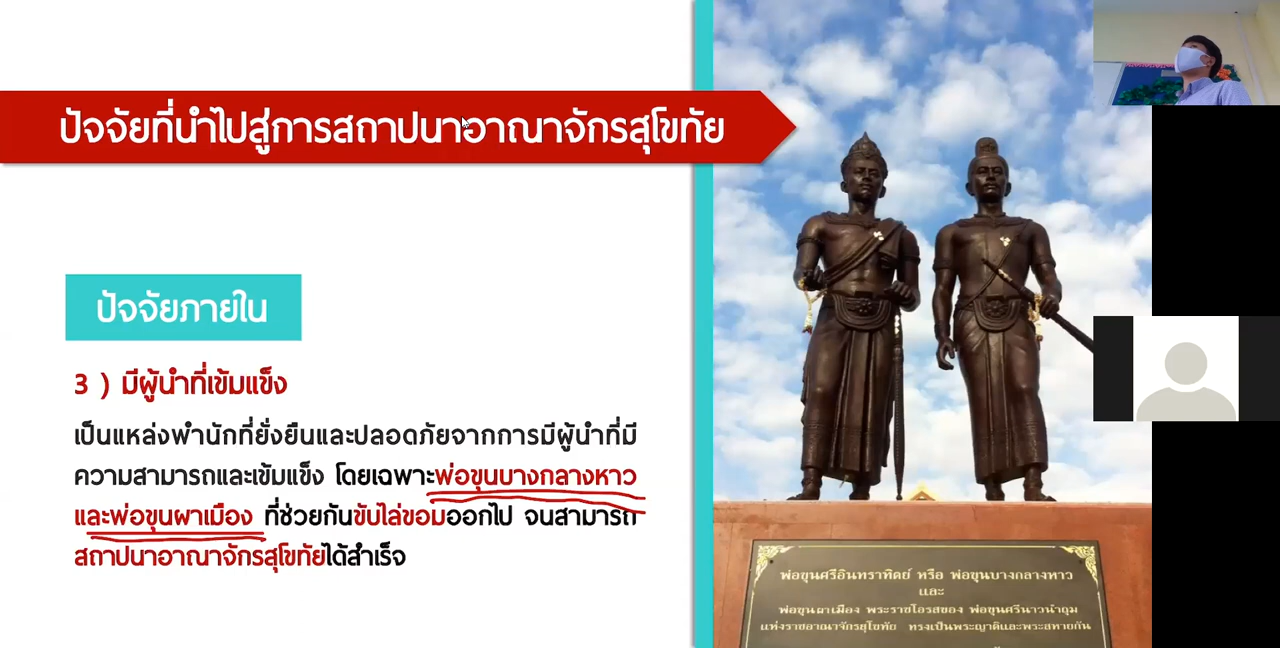 ปัจจัยที่นำไปสู่การสถาปนาอาณาจักรสุโขทัย
ปัจจัยภายใน
3 ) มีผู้นำที่เข้มแข็ง
เป็นแหล่งพำนักที่ยั่งยืนและปลอดภัยจากการมีผู้นำที่มี
ความสามารถและเข้มแข็ง โดยเฉพาะพ่อขุนบางกลางหาว
และพ่อขุนผาเมือง ที่ช่วยกันขับไล่ขอมออกไป จนสามารถ
สถาปนาอาณาจักรสุโขทัยได้สำเร็จ
พ่อขุนศรีอินทราทิตย์ หรือ พ่อขุนบางกลางหาว
และ
พ่อขุนผาเมือง พระราชโอรสของ พ่อขุนศรีนาวนำถุม
แห่งราชอาณาจักรสุโขทัย ทรงเป็นพระญาติและพระสหายกัน